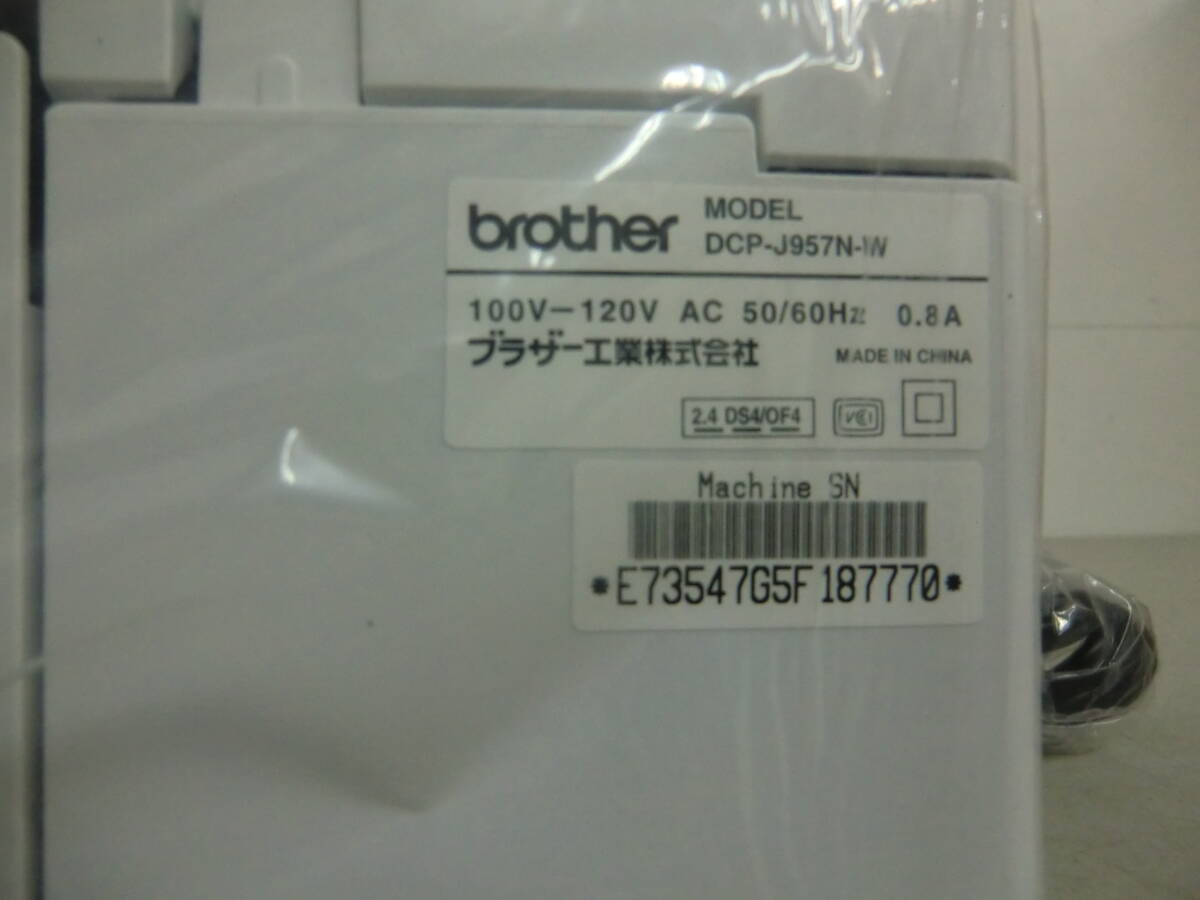 brother
MODEL
DCP-J957N-W
100V-120V AC 50/60Hz 0.8A
ブラザー工業株式会社 MADE IN CHINA
2.4 DS4/OF4 VCI
Machine SN
*E73547G5F187770*